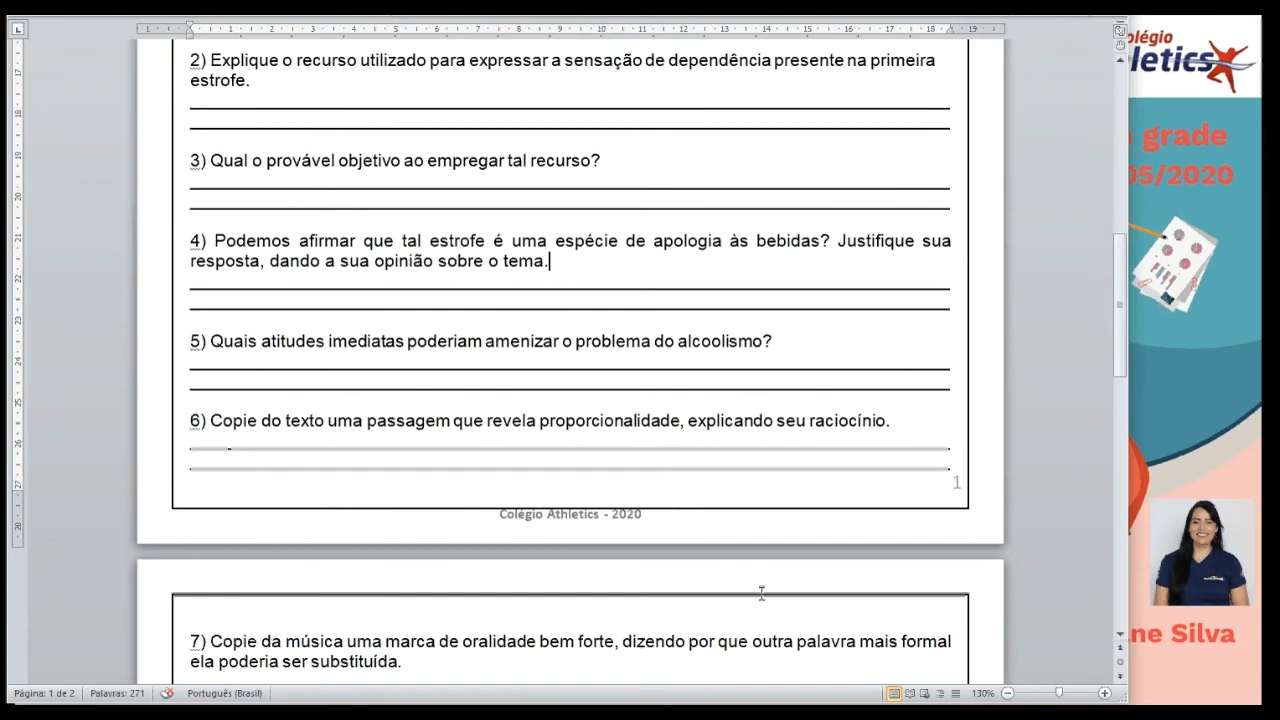 2) Explique o recurso utilizado para expressar a sensação de dependência presente na primeira
estrofe.
3) Qual o provável objetivo ao empregar tal recurso?
4) Podemos afirmar que tal estrofe é uma espécie de apologia às bebidas? Justifique sua
resposta, dando a sua opinião sobre o tema.
5) Quais atitudes imediatas poderiam amenizar o problema do alcoolismo?
6) Copie do texto uma passagem que revela proporcionalidade, explicando seu raciocínio.
1
Colégio Athletics - 2020
7) Copie da música uma marca de oralidade bem forte, dizendo por que outra palavra mais formal
ela poderia ser substituída.
Página: 1 de 2 Palavras: 271 Português (Brasil) 130%
olégio
letics
grade
05/2020
ne Silva